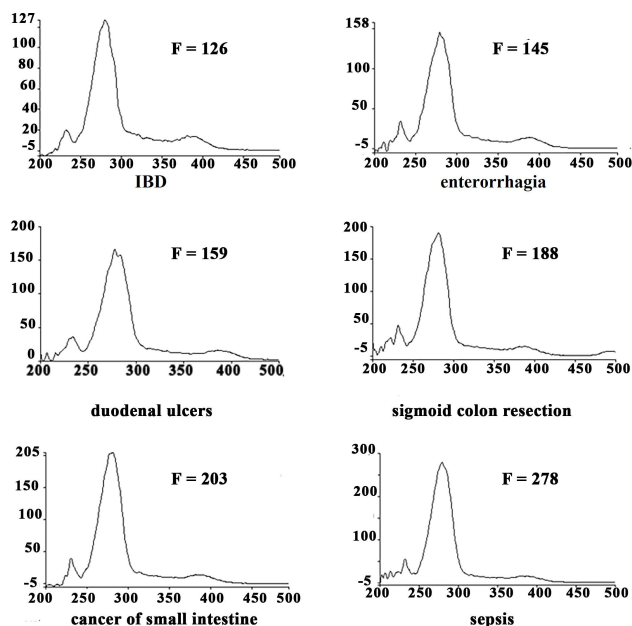 127
100
80
60
40
20
-5
F = 126
200 250 300 350 400 450 500
IBD
158
100
50
-5
F = 145
200 250 300 350 400 450 500
enterorrhagia
200
150
100
50
0
F = 159
200 250 300 350 400 450 500
duodenal ulcers
200
150
100
50
-5
F = 188
200 250 300 350 400 450 500
sigmoid colon resection
205
150
100
50
-5
F = 203
200 250 300 350 400 450 500
cancer of small intestine
300
200
100
-5
F = 278
200 250 300 350 400 450 500
sepsis